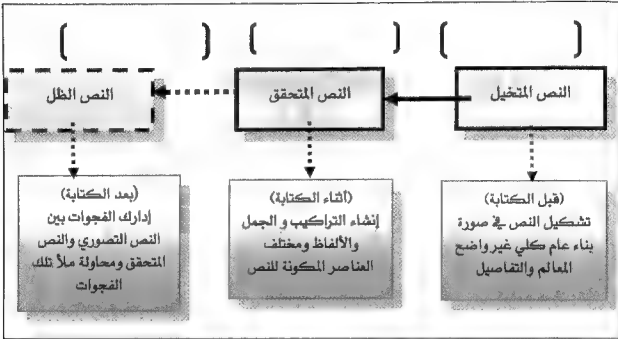 النص المتخيل
النص المتحقق
النص الظل
(قبل الكتابة)
تشكيل النص في صورة
بناء عام كلي غير واضح
المعالم والتفاصيل
(أثناء الكتابة)
إنشاء التراكيب و الجمل
والألفاظ ومختلف
العناصر المكونة للنص
(بعد الكتابة)
إدارك الفجوات بين
النص التصوري والنص
المتحقق ومحاولة ملأ تلك
الفجوات